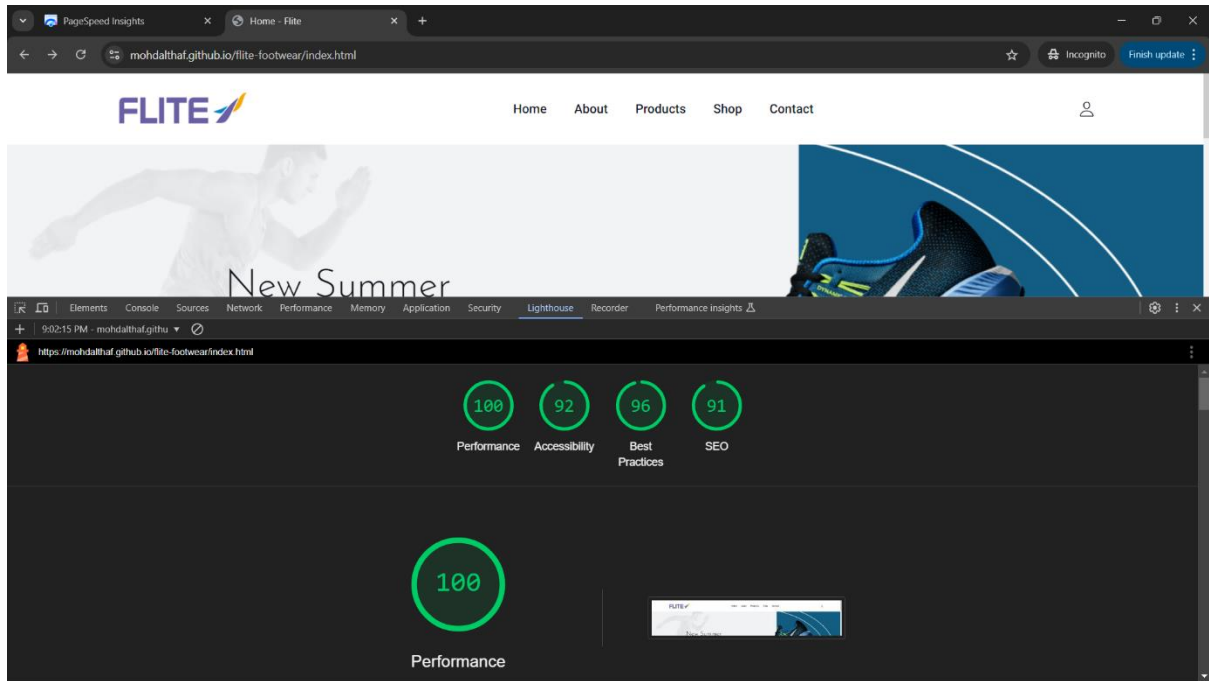 PageSpeed Insights
Home - Flite
mohdalthaf.github.io/flite-footwear/index.html
Incognito
Finish update
FLITE
Home About Products Shop Contact
New Summer
Elements Console Sources Network Performance Memory Application Security Lighthouse Recorder Performance insights
9:02:15 PM - mohdalthaf.githu
https://mohdalthaf.github.io/flite-footwear/index.html
100 92 96 91
Performance Accessibility Best Practices SEO
100
Performance
FLITE
New Summer